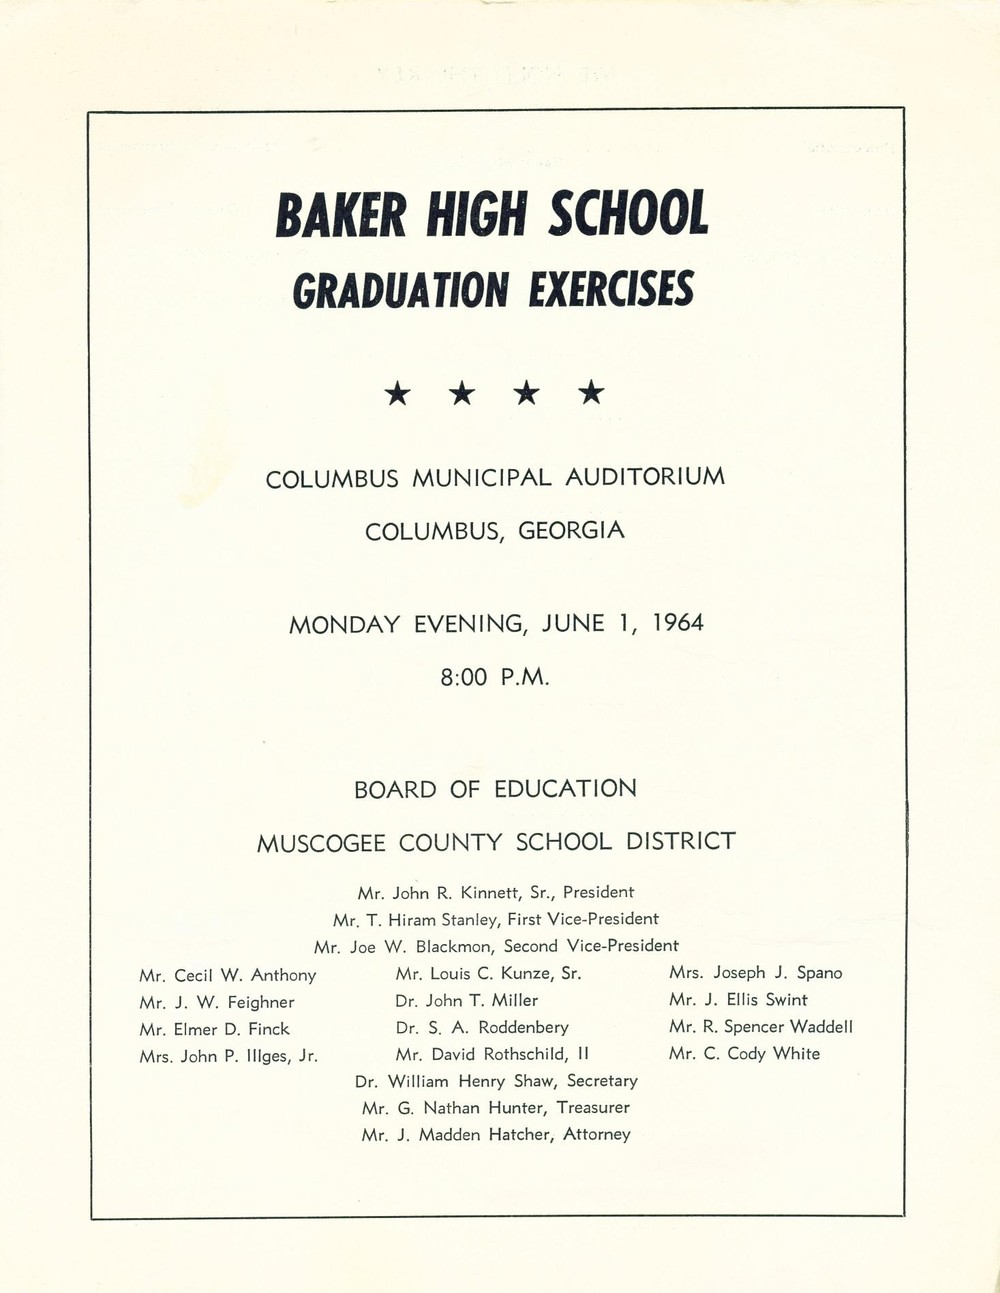 BAKER HIGH SCHOOL
GRADUATION EXERCISES
★ ★ ★ ★
COLUMBUS MUNICIPAL AUDITORIUM
COLUMBUS, GEORGIA
MONDAY EVENING, JUNE 1, 1964
8:00 P.M.
BOARD OF EDUCATION
MUSCOGEE COUNTY SCHOOL DISTRICT
Mr. John R. Kinnett, Sr., President
Mr. T. Hiram Stanley, First Vice-President
Mr. Joe W. Blackmon, Second Vice-President
Mr. Cecil W. Anthony Mr. Louis C. Kunze, Sr. Mrs. Joseph J. Spano
Mr. J. W. Feighner Dr. John T. Miller Mr. J. Ellis Swint
Mr. Elmer D. Finck Dr. S. A. Roddenbery Mr. R. Spencer Waddell
Mrs. John P. Illges, Jr. Mr. David Rothschild, II Mr. C. Cody White
Dr. William Henry Shaw, Secretary
Mr. G. Nathan Hunter, Treasurer
Mr. J. Madden Hatcher, Attorney